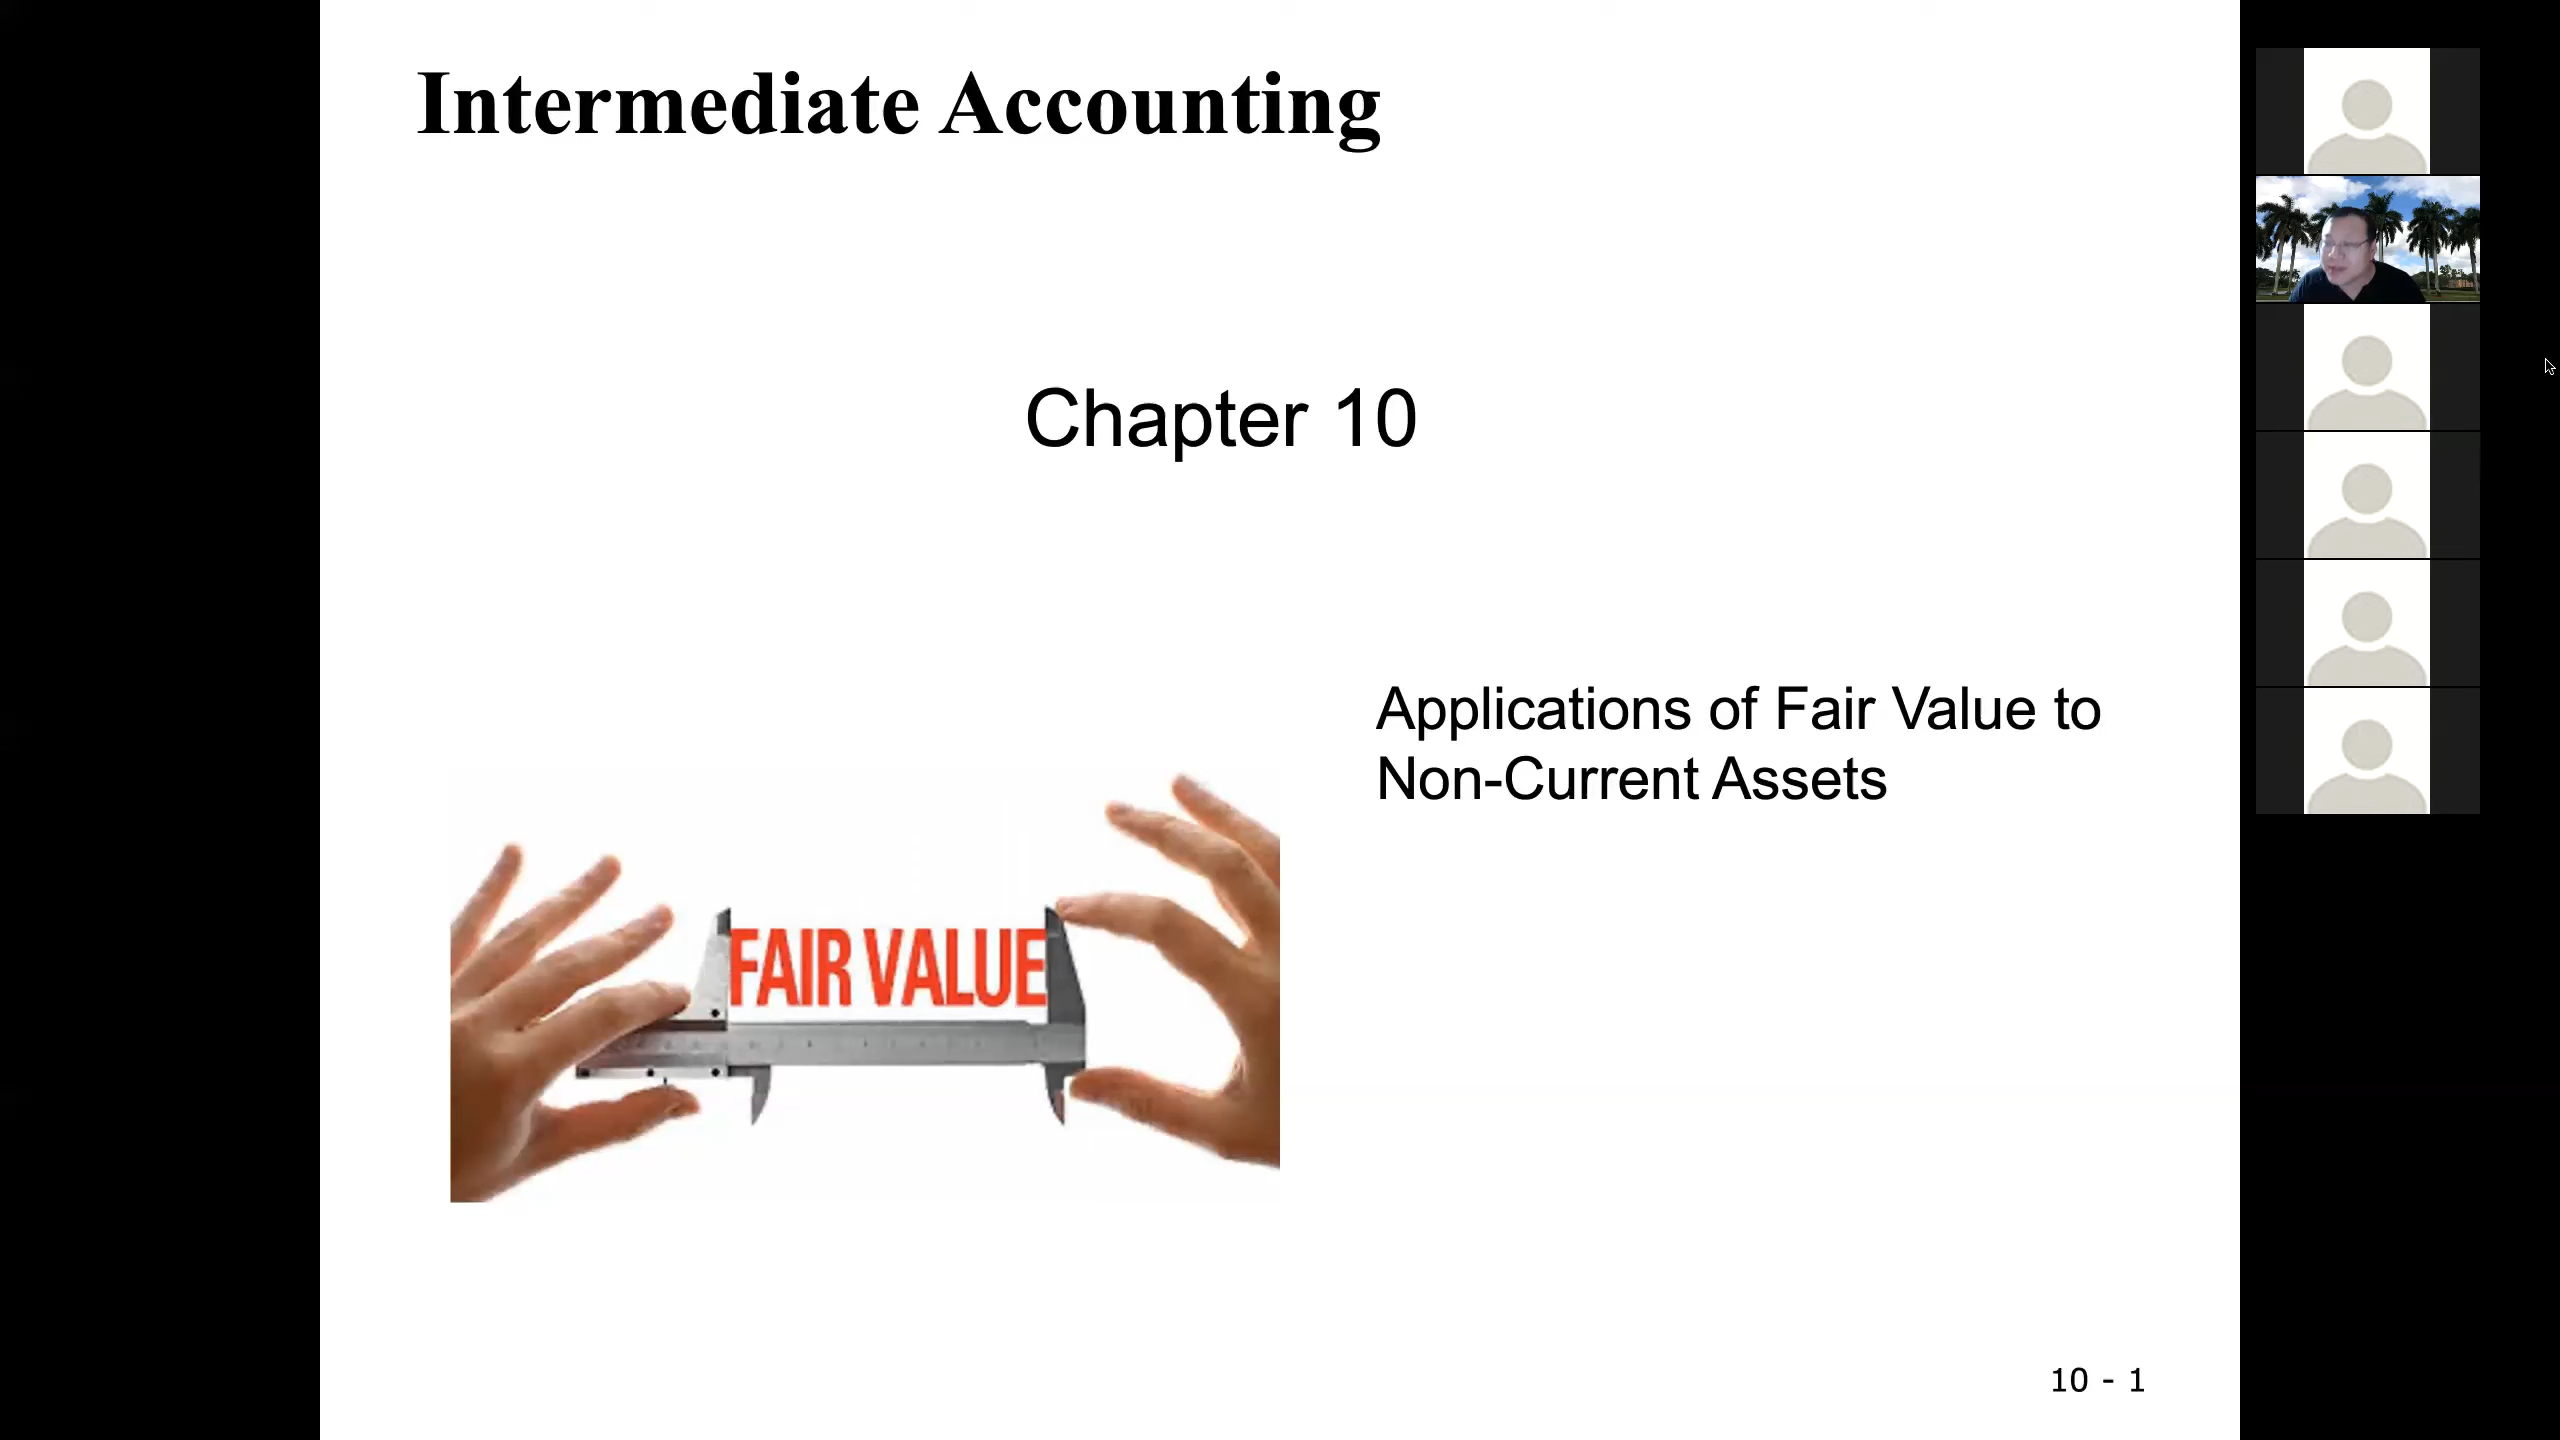 Intermediate Accounting
Chapter 10
Applications of Fair Value to
Non-Current Assets
FAIR VALUE
10 - 1